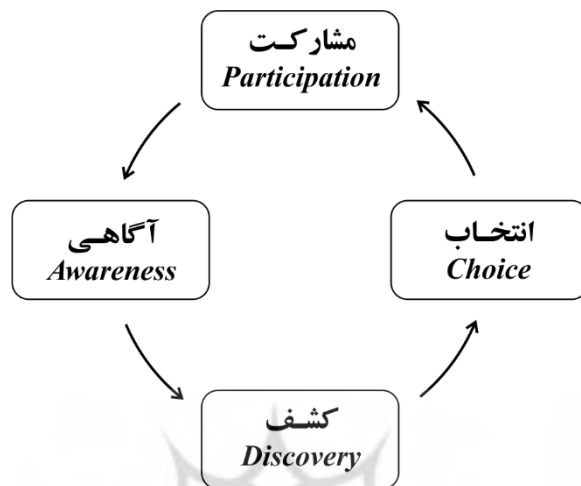 مشارکت
Participation
آگاهی
Awareness
انتخاب
Choice
کشف
Discovery